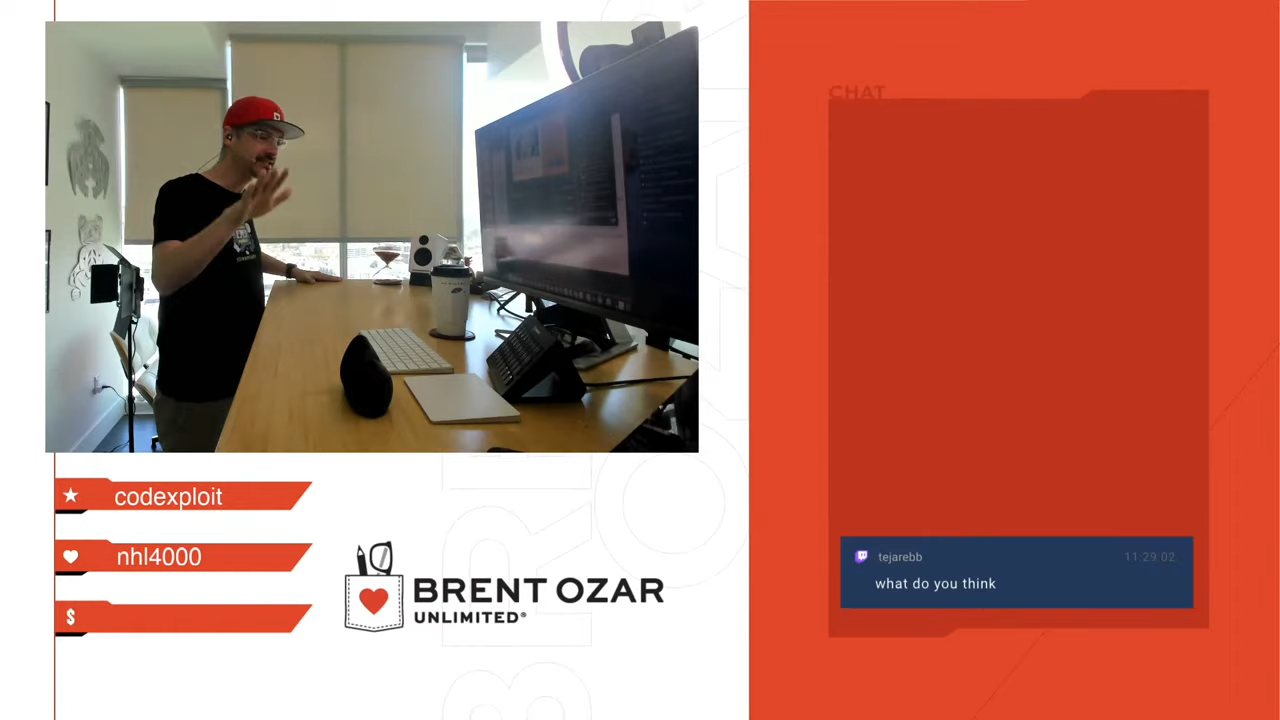 codexploit
nhl4000
$
BRENT OZAR
UNLIMITED®
CHAT
tejarebb 11:29:02
what do you think